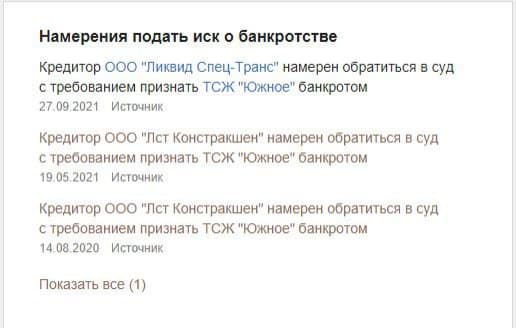 Намерения подать иск о банкротстве
Кредитор ООО "Ликвид Спец-Транс" намерен обратиться в суд
с требованием признать ТСЖ "Южное" банкротом
27.09.2021 Источник
Кредитор ООО "Лст Констракшен" намерен обратиться в суд
с требованием признать ТСЖ "Южное" банкротом
19.05.2021 Источник
Кредитор ООО "Лст Констракшен" намерен обратиться в суд
с требованием признать ТСЖ "Южное" банкротом
14.08.2020 Источник
Показать все (1)